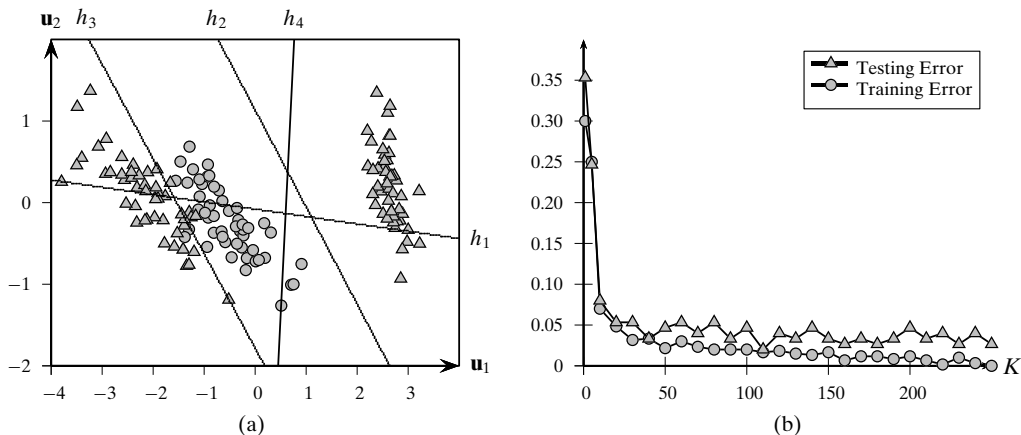 u2 h3 h2 h4
1
0
−1
−2
h1
u1
−4 −3 −2 −1 0 1 2 3
(a)
Testing Error
Training Error
0.35
0.30
0.25
0.20
0.15
0.10
0.05
0
K
0 50 100 150 200
(b)